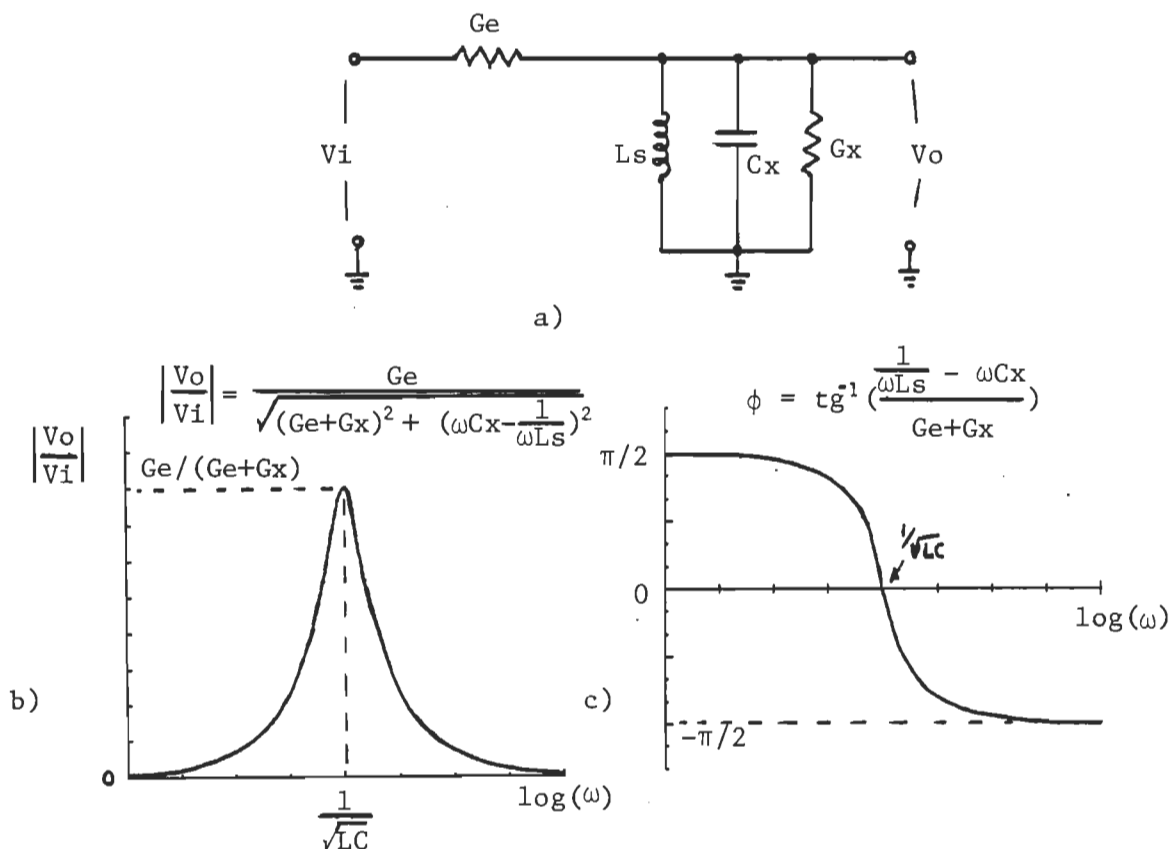 Ge
Vi
Ls
Cx
Gx
Vo
a)
|Vo/Vi| = Ge / √((Ge+Gx)² + (ωCx-1/ωLs)²)
ϕ = tg⁻¹((1/ωLs - ωCx)/(Ge+Gx))
|Vo/Vi|
Ge/(Ge+Gx)
b)
0
1/√LC
log(ω)
π/2
1/√LC
0
log(ω)
c)
-π/2